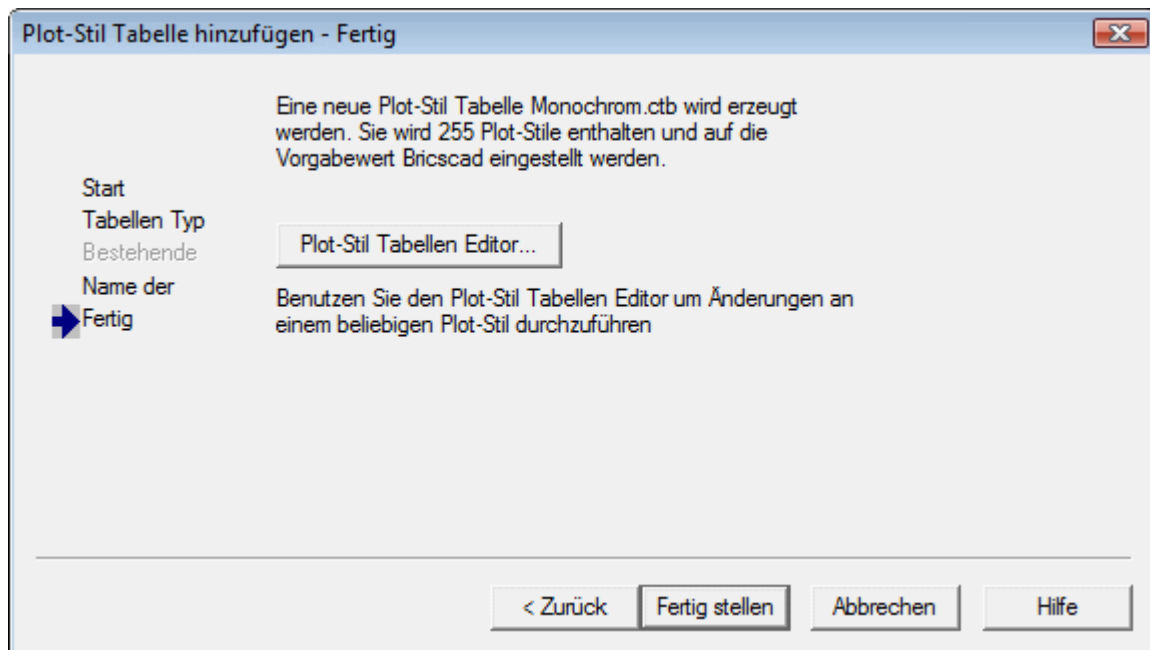 Plot-Stil Tabelle hinzufügen - Fertig
Eine neue Plot-Stil Tabelle Monochrom.ctb wird erzeugt
werden. Sie wird 255 Plot-Stile enthalten und auf die
Vorgabewert Bricscad eingestellt werden.
Start
Tabellen Typ
Bestehende
Name der
Fertig
Plot-Stil Tabellen Editor...
Benutzen Sie den Plot-Stil Tabellen Editor um Änderungen an
einem beliebigen Plot-Stil durchzuführen
< Zurück
Fertig stellen
Abbrechen
Hilfe